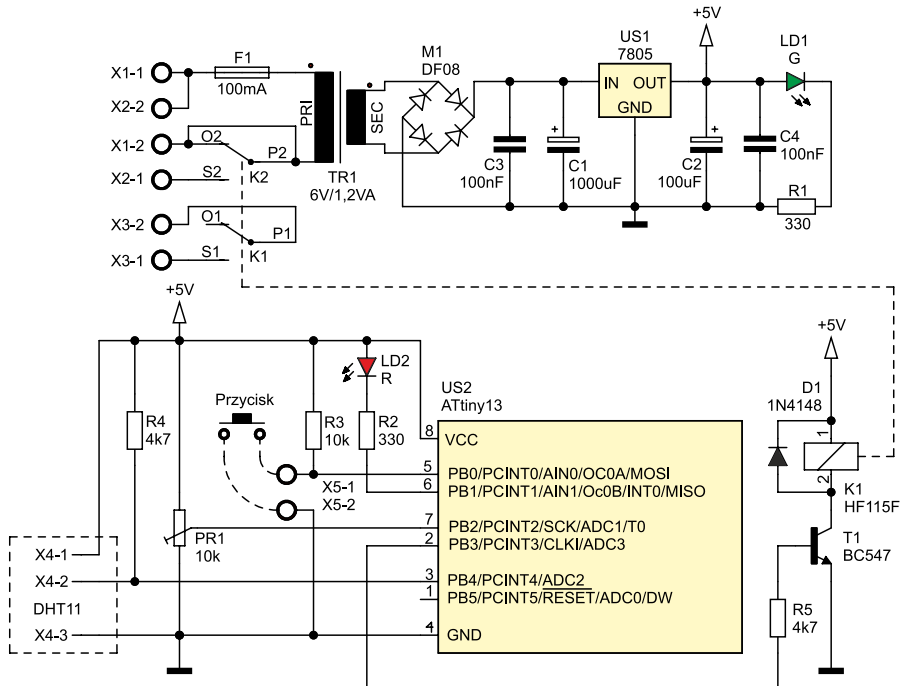 +5V
US1
7805
LD1
G
M1
DF08
F1
100mA
X1-1
X2-2
X1-2
X2-1
X3-2
X3-1
O2
P2
S2
K2
O1
P1
S1
K1
PRI
SEC
TR1
6V/1,2VA
IN OUT
GND
C3
100nF
+
C1
1000uF
+
C2
100uF
C4
100nF
R1
330
+5V
+5V
R4
4k7
Przycisk
R3
10k
LD2
R
R2
330
X5-1
X5-2
PR1
10k
X4-1
X4-2
DHT11
X4-3
US2
ATtiny13
8 VCC
5 PB0/PCINT0/AIN0/OC0A/MOSI
6 PB1/PCINT1/AIN1/Oc0B/INT0/MISO
7 PB2/PCINT2/SCK/ADC1/T0
2 PB3/PCINT3/CLKI/ADC3
3 PB4/PCINT4/ADC2
1 PB5/PCINT5/RESET/ADC0/DW
4 GND
D1
1N4148
1
2
K1
HF115F
T1
BC547
R5
4k7